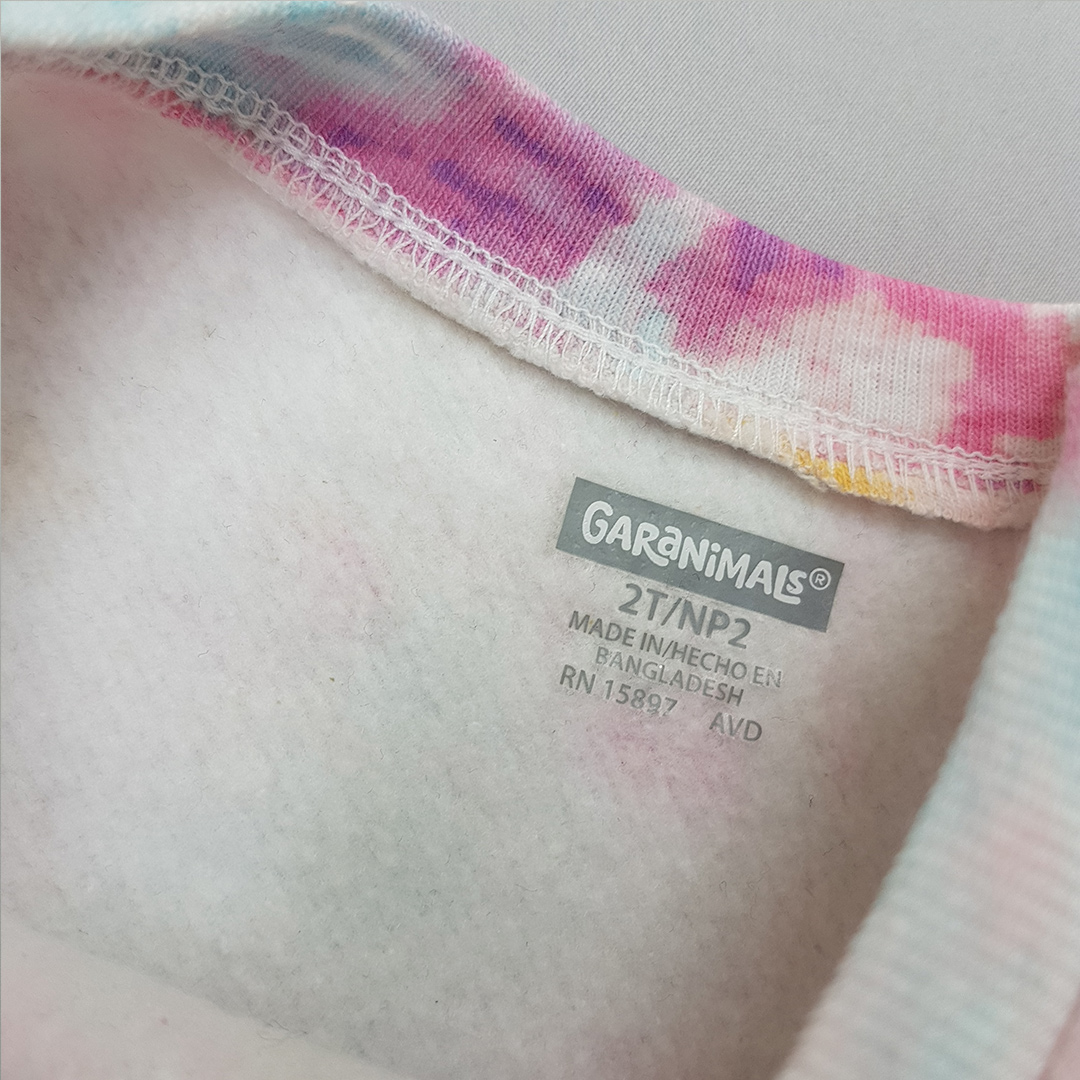 GARANIMALS®
2T/NP2
MADE IN/HECHO EN
BANGLADESH
RN 15897 AVD